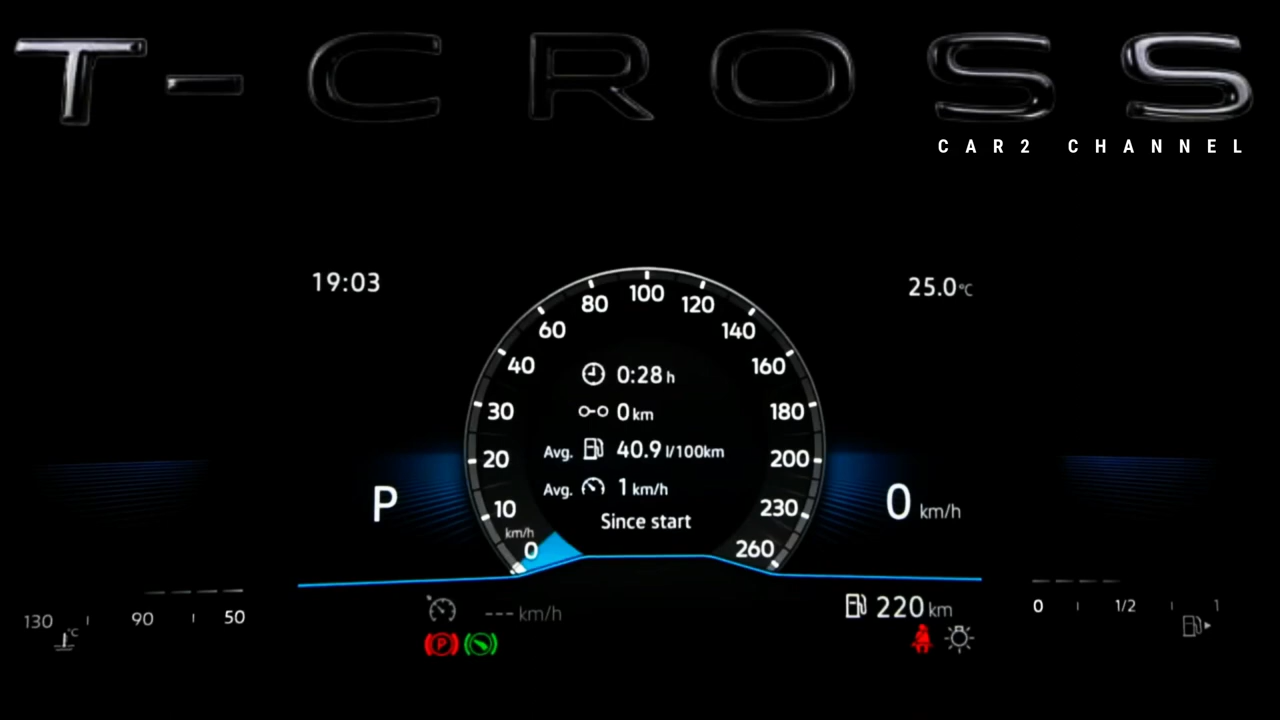 T-CROSS
CAR2 CHANNEL
19:03
25.0°C
100
80
120
60
140
40
160
30
180
20
200
10
230
km/h
0
260
0:28 h
0 km
Avg. 40.9 l/100km
Avg. 1 km/h
Since start
P
0 km/h
130
90
50
°C
--- km/h
220 km
P
0
1/2
1